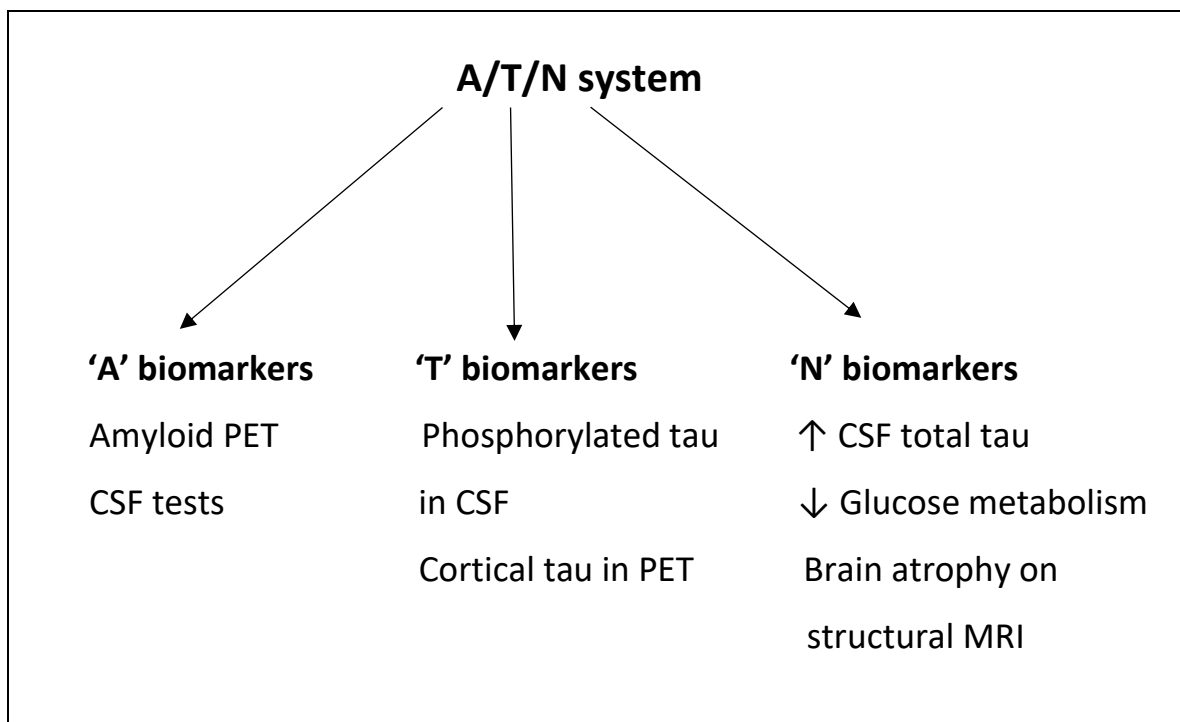 A/T/N system
‘A’ biomarkers
Amyloid PET
CSF tests
‘T’ biomarkers
Phosphorylated tau
in CSF
Cortical tau in PET
‘N’ biomarkers
↑ CSF total tau
↓ Glucose metabolism
Brain atrophy on
structural MRI